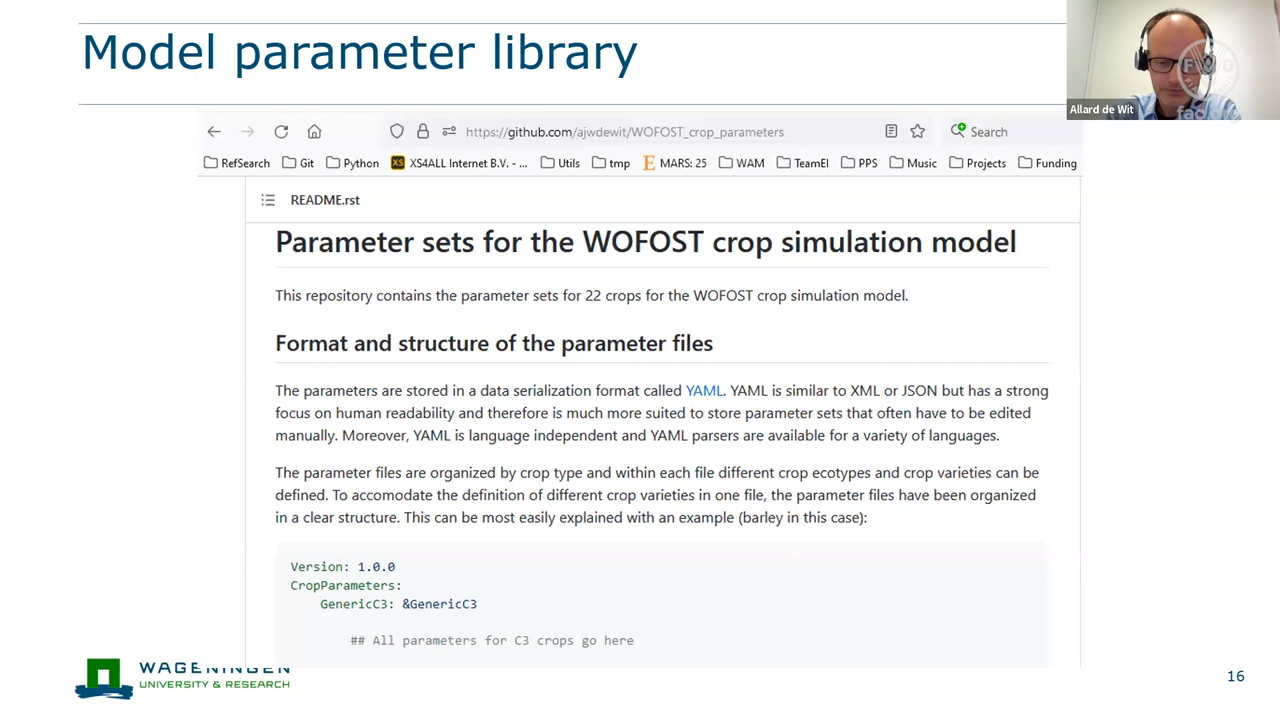 Model parameter library
Allard de Wit
FAO
fao.org
https://github.com/ajwdewit/WOFOST_crop_parameters
Search
RefSearch Git Python XS XS4ALL Internet B.V. - ... Utils tmp E MARS: 25 WAM TeamEl PPS Music Projects Funding
README.rst
Parameter sets for the WOFOST crop simulation model
This repository contains the parameter sets for 22 crops for the WOFOST crop simulation model.
Format and structure of the parameter files
The parameters are stored in a data serialization format called YAML. YAML is similar to XML or JSON but has a strong
focus on human readability and therefore is much more suited to store parameter sets that often have to be edited
manually. Moreover, YAML is language independent and YAML parsers are available for a variety of languages.
The parameter files are organized by crop type and within each file different crop ecotypes and crop varieties can be
defined. To accomodate the definition of different crop varieties in one file, the parameter files have been organized
in a clear structure. This can be most easily explained with an example (barley in this case):
Version: 1.0.0
CropParameters:
GenericC3: &GenericC3
## All parameters for C3 crops go here
WAGENINGEN
UNIVERSITY & RESEARCH
16